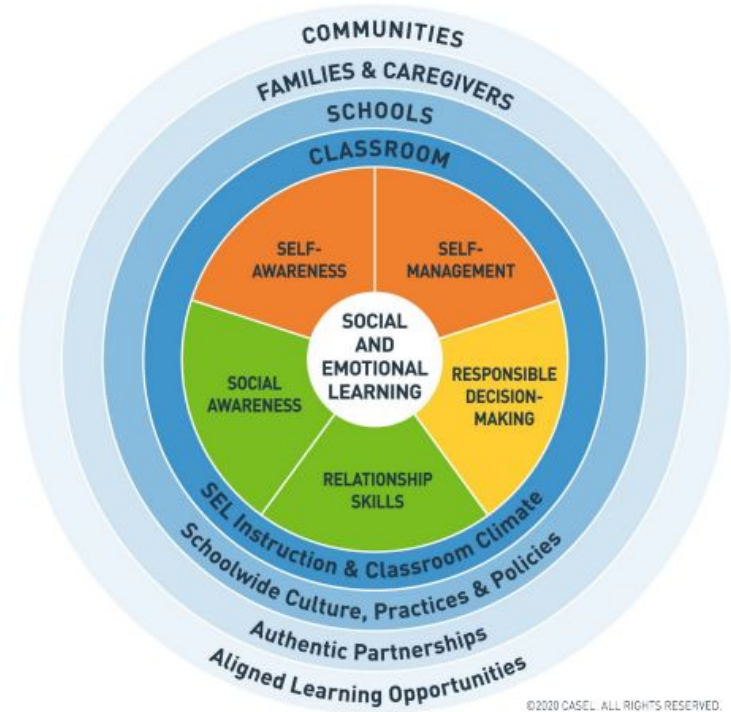 COMMUNITIES
FAMILIES & CAREGIVERS
SCHOOLS
CLASSROOM
SELF-
AWARENESS
SELF-
MANAGEMENT
SOCIAL
AND
EMOTIONAL
LEARNING
SOCIAL
AWARENESS
RESPONSIBLE
DECISION-
MAKING
RELATIONSHIP
SKILLS
SEL Instruction & Classroom Climate
Schoolwide Culture, Practices & Policies
Authentic Partnerships
Aligned Learning Opportunities
©2020 CASEL. ALL RIGHTS RESERVED.